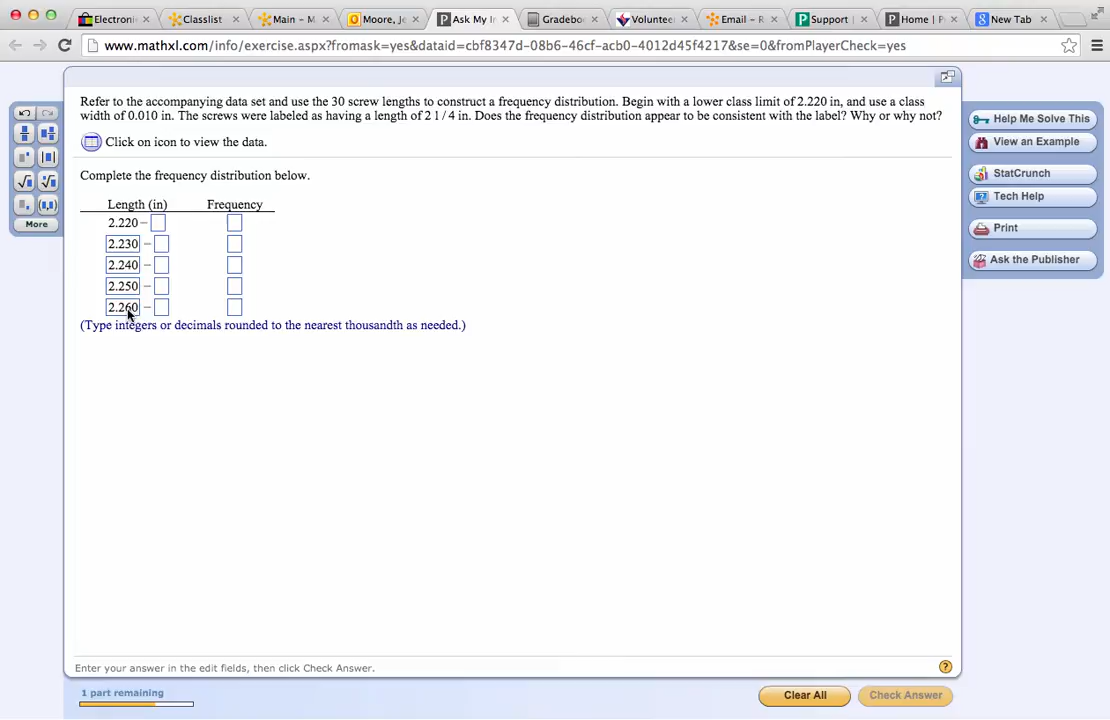 Electroni
Classlist
Main – M
Moore, Je
Ask My In
Gradeboo
Voluntee
Email – R
Support |
Home | P
New Tab
www.mathxl.com/info/exercise.aspx?fromask=yes&dataid=cbf8347d-08b6-46cf-acb0-4012d45f4217&se=0&fromPlayerCheck=yes
Refer to the accompanying data set and use the 30 screw lengths to construct a frequency distribution. Begin with a lower class limit of 2.220 in, and use a class
width of 0.010 in. The screws were labeled as having a length of 2 1 / 4 in. Does the frequency distribution appear to be consistent with the label? Why or why not?
Click on icon to view the data.
Complete the frequency distribution below.
Length (in) Frequency
2.220 –
2.230 –
2.240 –
2.250 –
2.260 –
(Type integers or decimals rounded to the nearest thousandth as needed.)
More
Help Me Solve This
View an Example
StatCrunch
Tech Help
Print
Ask the Publisher
Enter your answer in the edit fields, then click Check Answer.
?
1 part remaining
Clear All
Check Answer